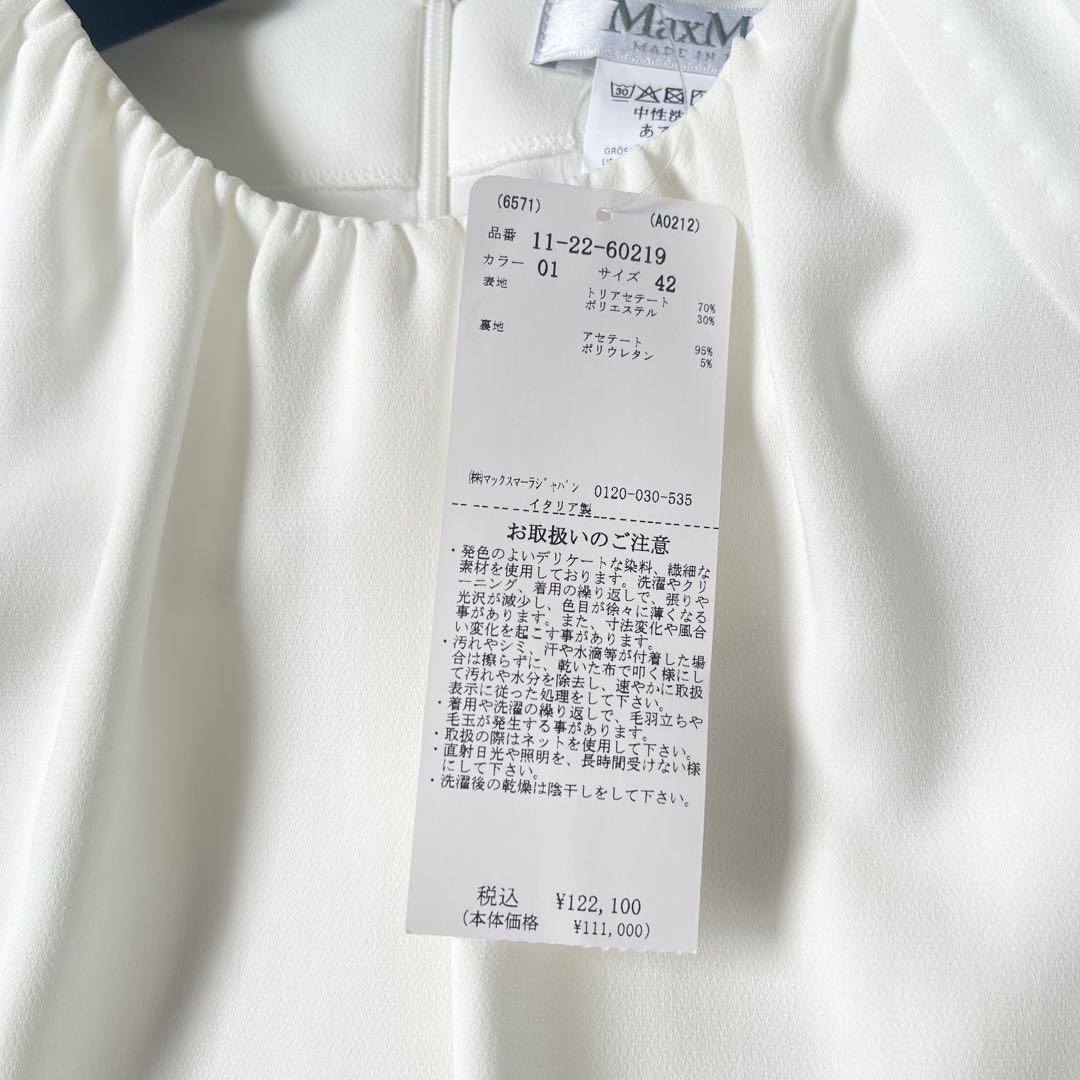 MaxM
MADE IN
30
中性洗
GRÖS
(6571)
(A0212)
品番 11-22-60219
カラー 01 サイズ 42
表地 トリアセテート 70%
ポリエステル 30%
裏地 アセテート 95%
ポリウレタン 5%
㈱マックスマーラジャパン 0120-030-535
イタリア製
お取扱いのご注意
・発色のよいデリケートな染料、繊細な
素材を使用しております。洗濯やクリ
ーニング、着用の繰り返しで、張りや
光沢が減少し、色目が徐々に薄くなる
事があります。また、寸法変化や風合
い変化を起こす事があります。
・汚れやシミ、汗や水滴等が付着した場
合は擦らずに、乾いた布で叩く様にし
て汚れや水分を除去し、速やかに取扱
表示に従った処理をして下さい。
・着用や洗濯の繰り返しで、毛羽立ちや
毛玉が発生する事があります。
・取扱の際はネットを使用して下さい。
・直射日光や照明を、長時間受けない様
にして下さい。
・洗濯後の乾燥は陰干しをして下さい。
税込 ¥122,100
(本体価格 ¥111,000)